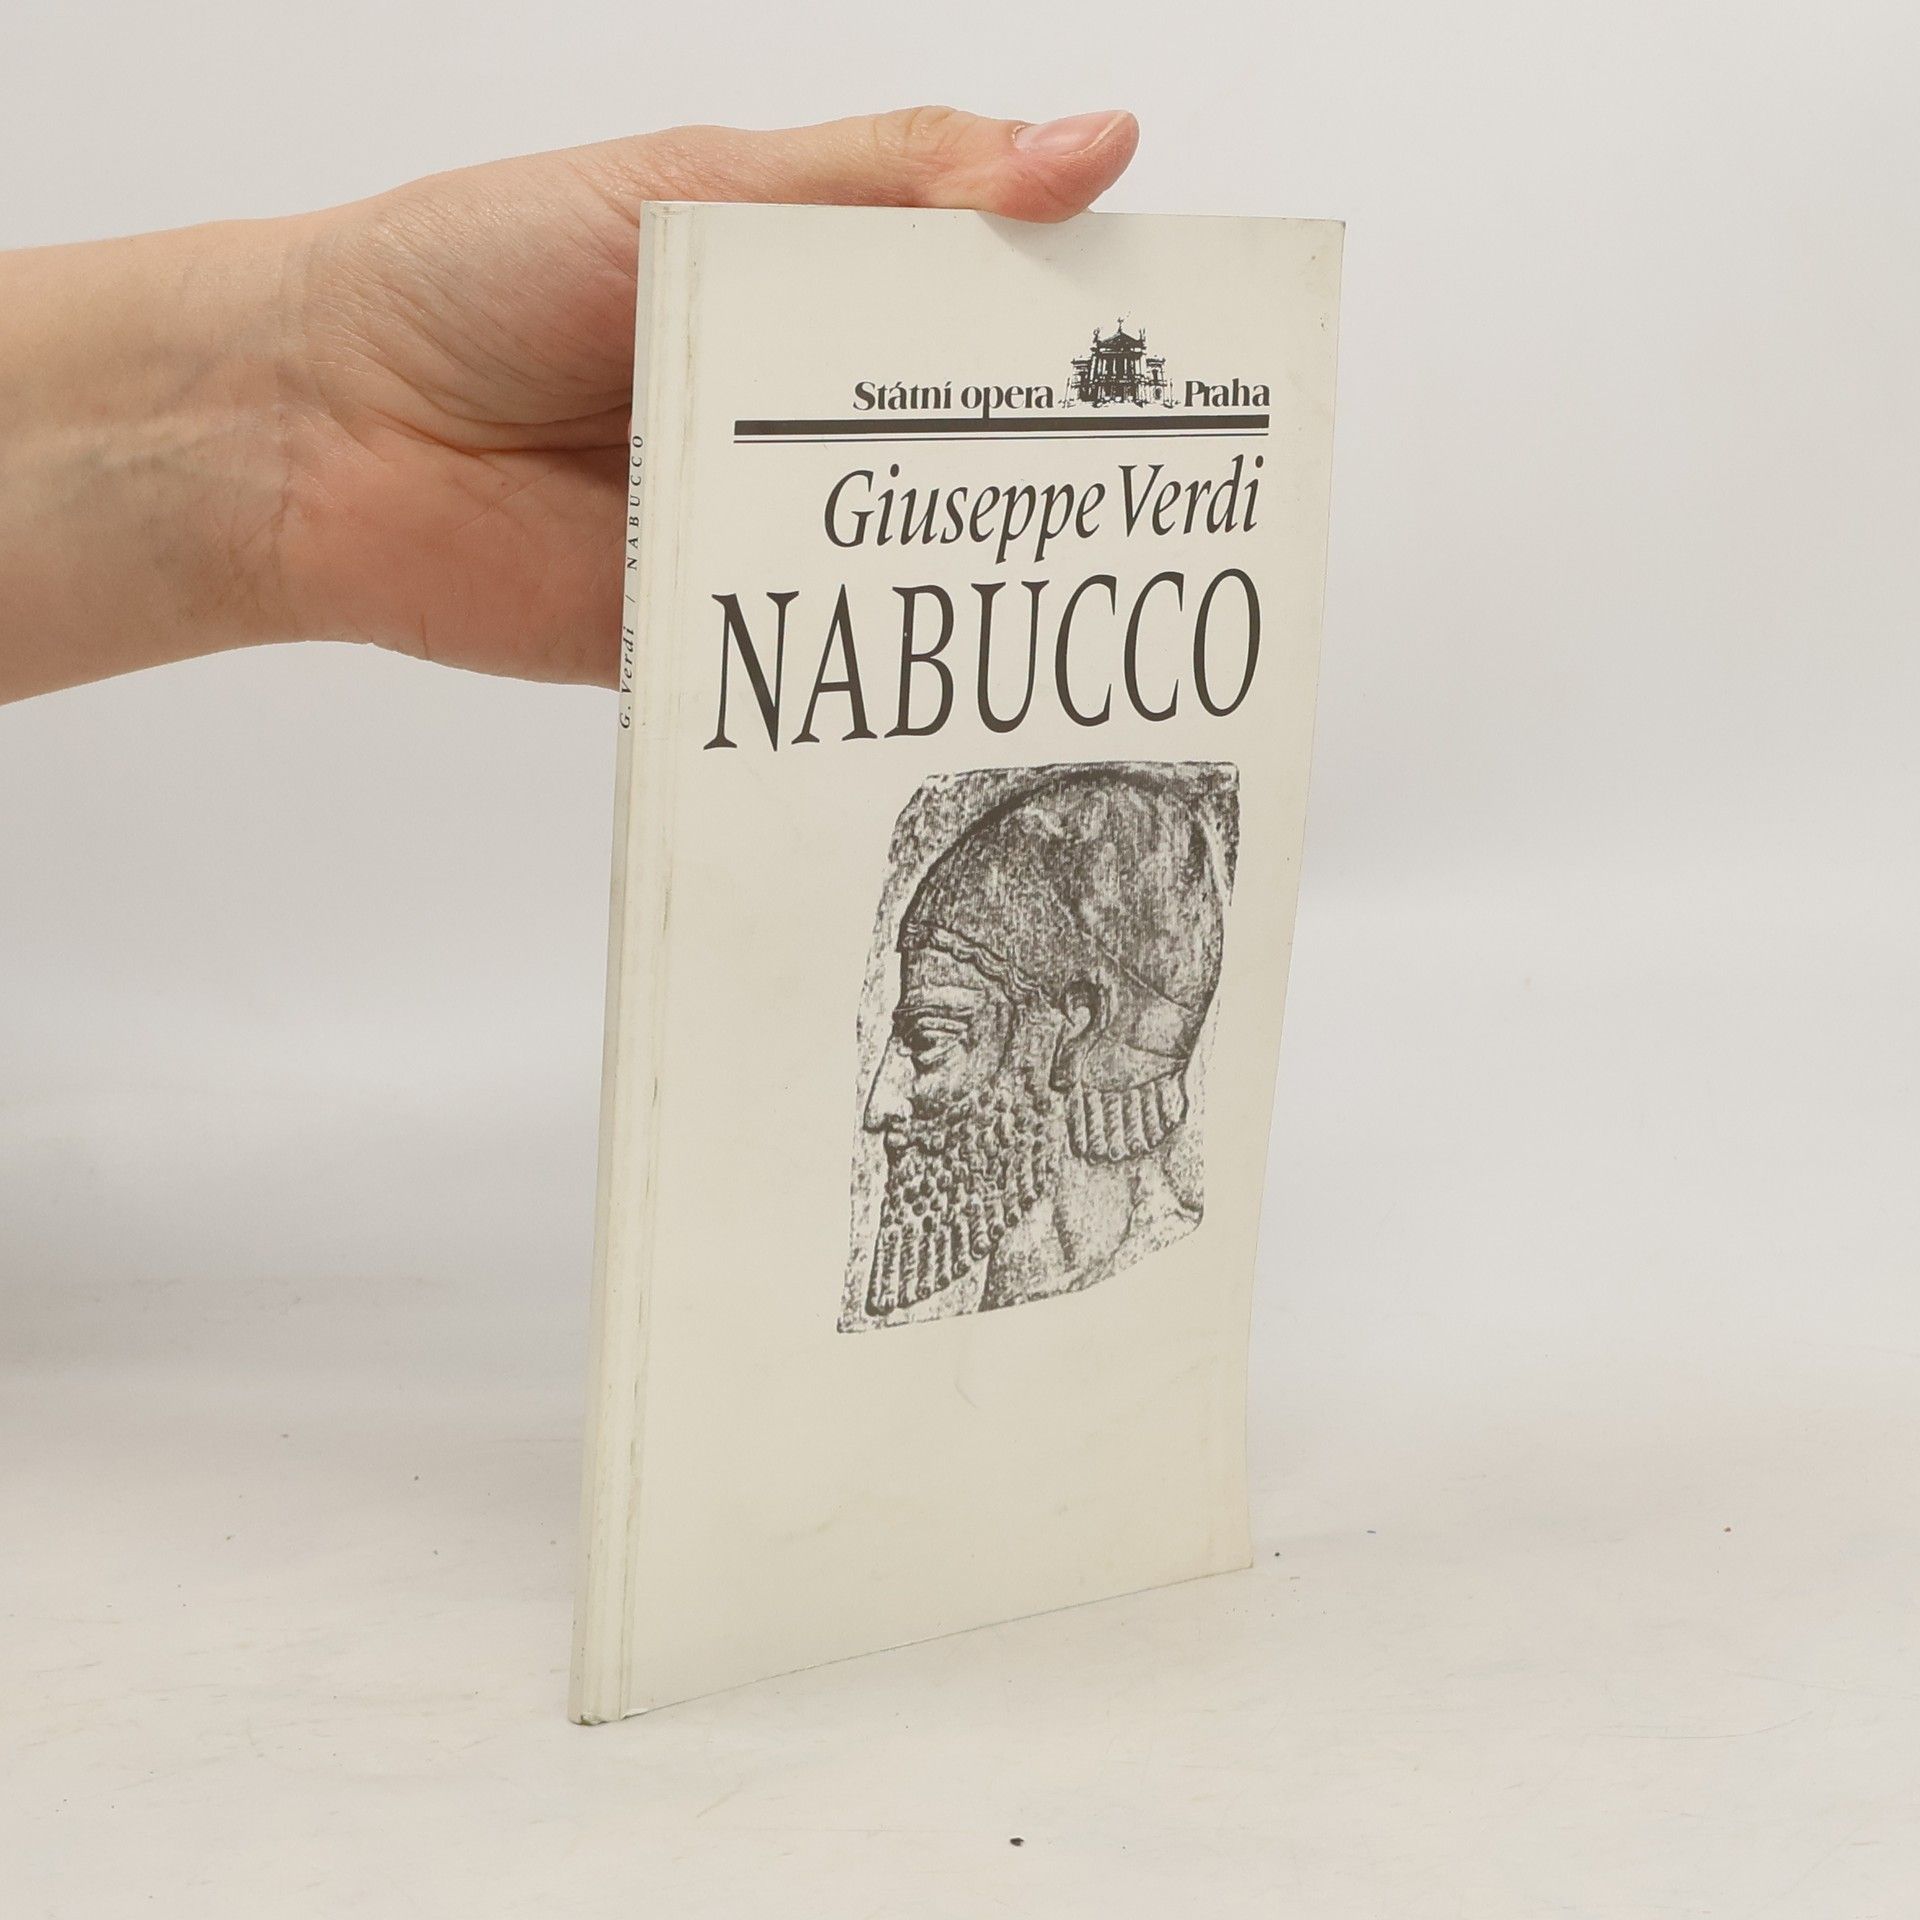 Státní opera Praha
Giuseppe Verdi
NABUCCO
G. Verdi / NABUCCO